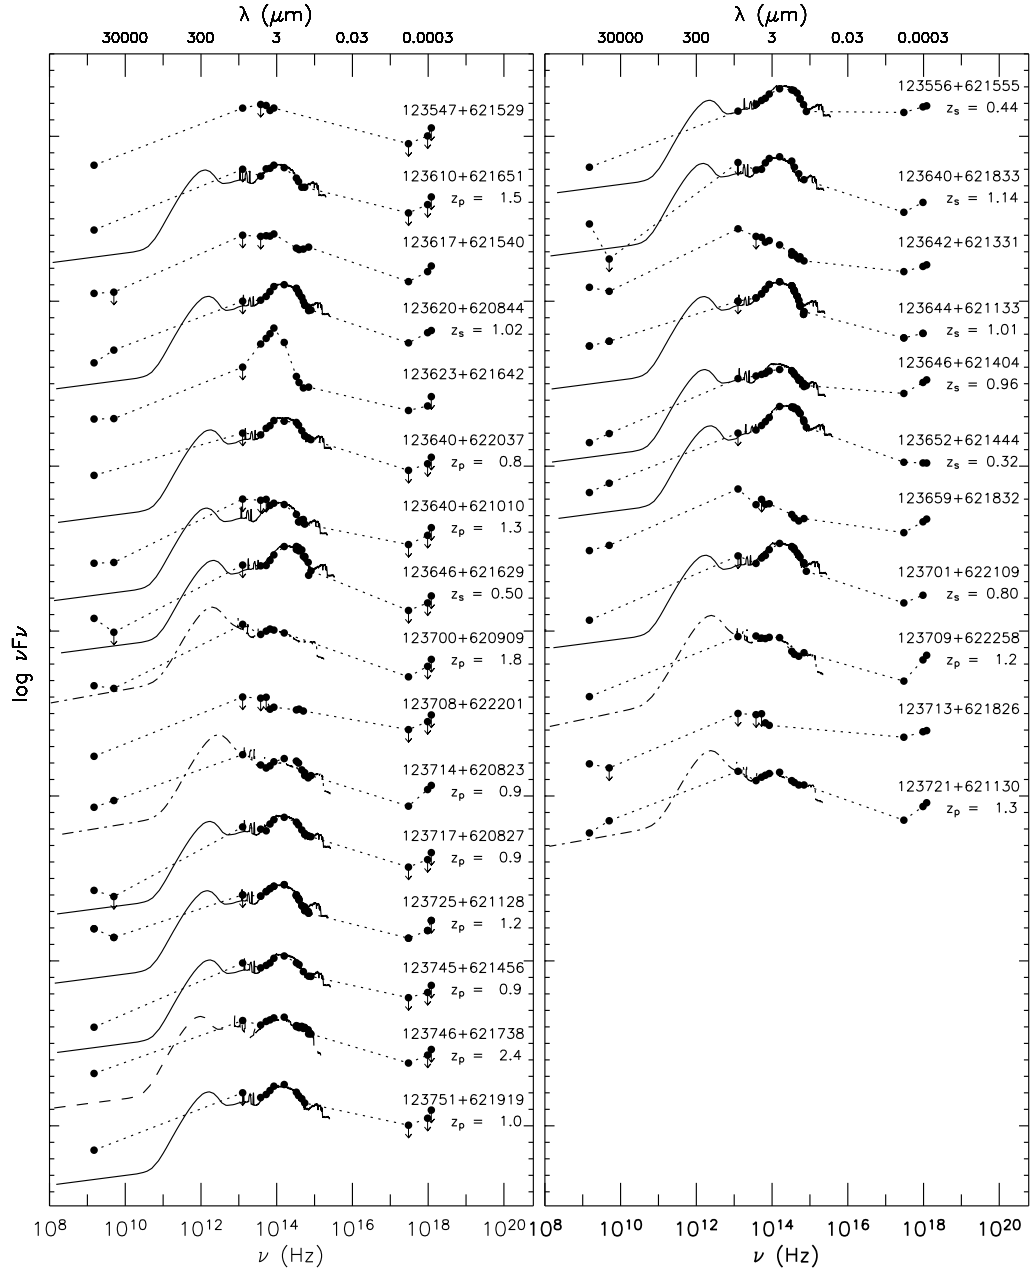 λ (μm)
30000 300 3 0.03 0.0003
123547+621529
123610+621651
zp = 1.5
123617+621540
123620+620844
zs = 1.02
123623+621642
123640+622037
zp = 0.8
123640+621010
zp = 1.3
123646+621629
zs = 0.50
123700+620909
zp = 1.8
123708+622201
123714+620823
zp = 0.9
123717+620827
zp = 0.9
123725+621128
zp = 1.2
123745+621456
zp = 0.9
123746+621738
zp = 2.4
123751+621919
zp = 1.0
log νFν
10^8 10^10 10^12 10^14 10^16 10^18 10^20
ν (Hz)
λ (μm)
30000 300 3 0.03 0.0003
123556+621555
zs = 0.44
123640+621833
zs = 1.14
123642+621331
123644+621133
zs = 1.01
123646+621404
zs = 0.96
123652+621444
zs = 0.32
123659+621832
123701+622109
zs = 0.80
123709+622258
zp = 1.2
123713+621826
123721+621130
zp = 1.3
10^8 10^10 10^12 10^14 10^16 10^18 10^20
ν (Hz)